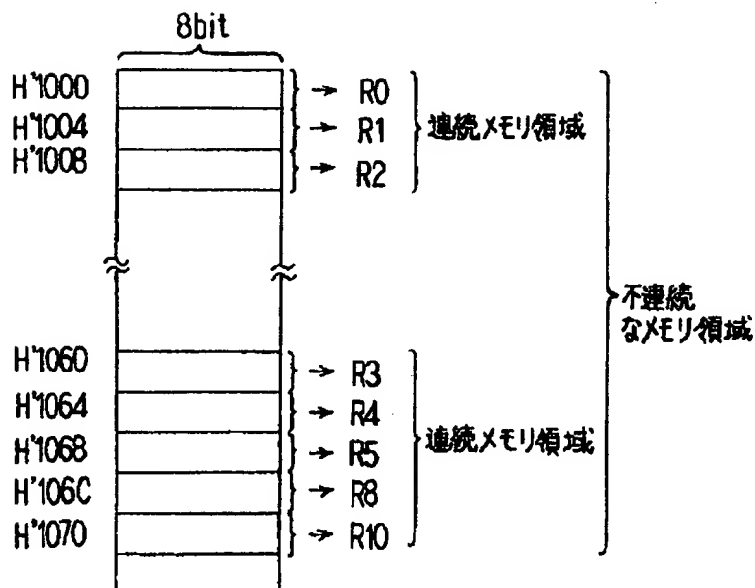 8bit
H'1000 → R0
H'1004 → R1
H'1008 → R2
連続メモリ領域
不連続
なメモリ領域
H'1060 → R3
H'1064 → R4
H'1068 → R5
H'106C → R8
H'1070 → R10
連続メモリ領域